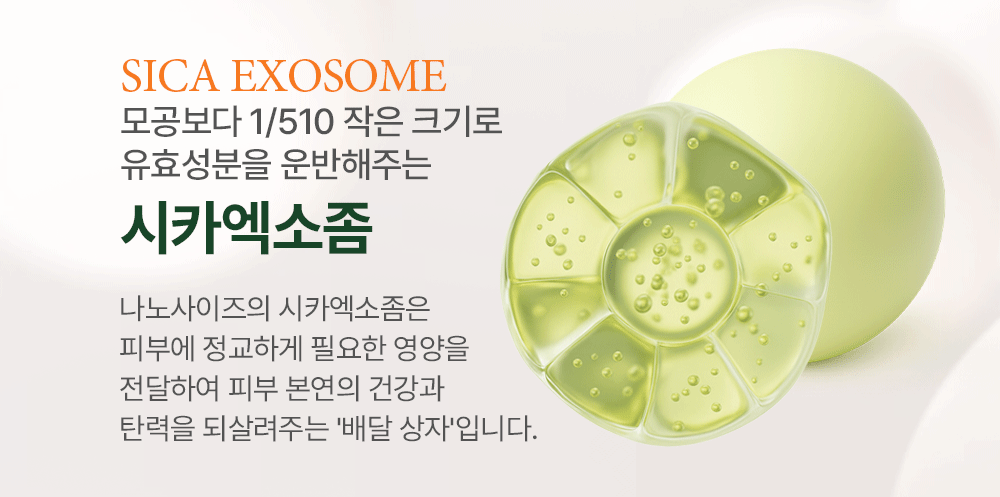 SICA EXOSOME
모공보다 1/510 작은 크기로
유효성분을 운반해주는
시카엑소좀
나노사이즈의 시카엑소좀은
피부에 정교하게 필요한 영양을
전달하여 피부 본연의 건강과
탄력을 되살려주는 '배달 상자'입니다.